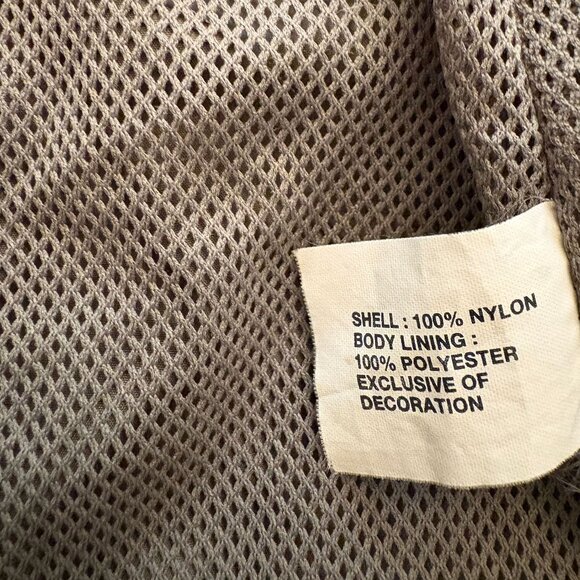 SHELL : 100% NYLON
BODY LINING :
100% POLYESTER
EXCLUSIVE OF
DECORATION